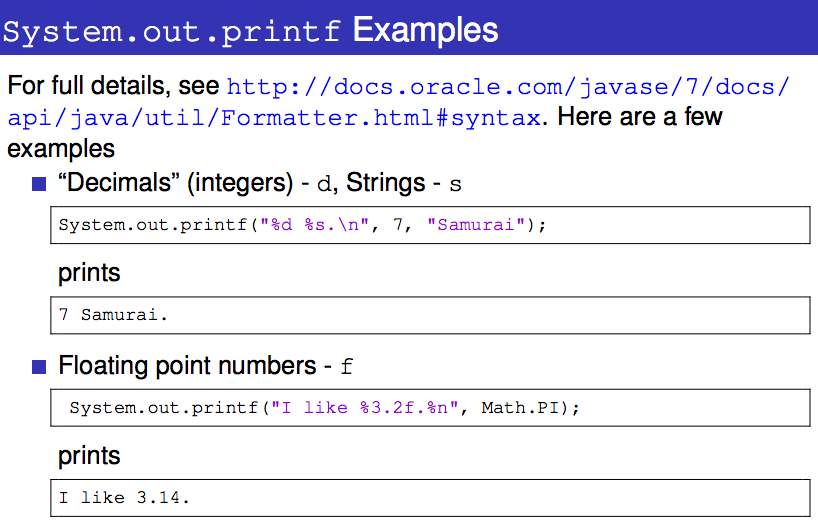 System.out.printf Examples
For full details, see http://docs.oracle.com/javase/7/docs/
api/java/util/Formatter.html#syntax. Here are a few
examples
“Decimals” (integers) - d, Strings - s
System.out.printf("%d %s.\n", 7, "Samurai");
prints
7 Samurai.
Floating point numbers - f
System.out.printf("I like %3.2f.%n", Math.PI);
prints
I like 3.14.